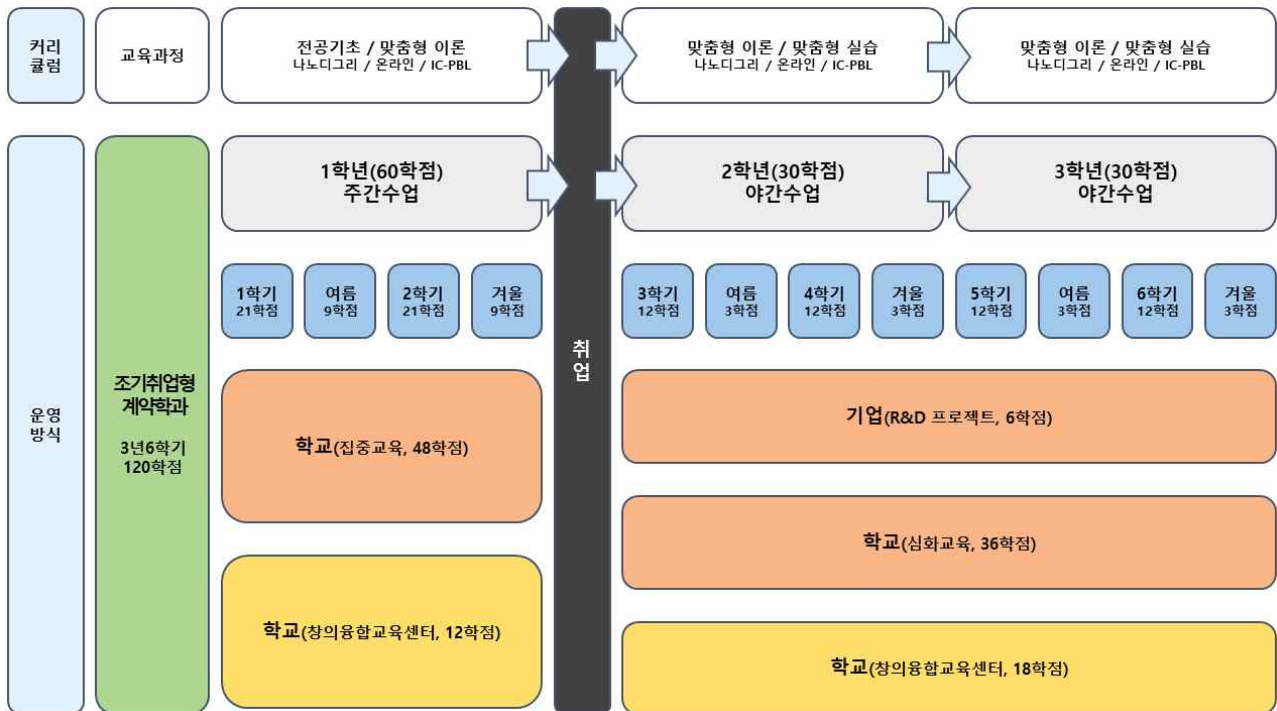 커리
큘럼
교육과정
전공기초 / 맞춤형 이론
나노디그리 / 온라인 / IC-PBL
맞춤형 이론 / 맞춤형 실습
나노디그리 / 온라인 / IC-PBL
맞춤형 이론 / 맞춤형 실습
나노디그리 / 온라인 / IC-PBL
운영
방식
조기취업형
계약학과
3년6학기
120학점
1학년(60학점)
주간수업
취
업
2학년(30학점)
야간수업
3학년(30학점)
야간수업
1학기
21학점
여름
9학점
2학기
21학점
겨울
9학점
3학기
12학점
여름
3학점
4학기
12학점
겨울
3학점
5학기
12학점
여름
3학점
6학기
12학점
겨울
3학점
학교(집중교육, 48학점)
기업(R&D 프로젝트, 6학점)
학교(심화교육, 36학점)
학교(창의융합교육센터, 12학점)
학교(창의융합교육센터, 18학점)